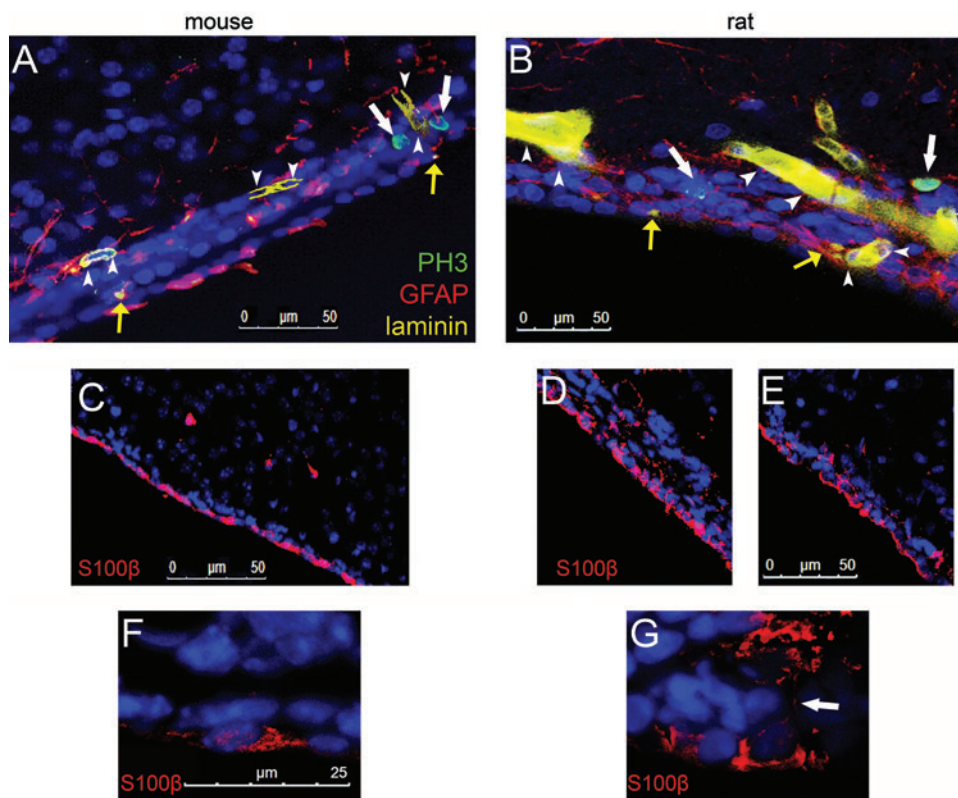 mouse
rat
A
B
PH3
GFAP
laminin
0 µm 50
0 µm 50
C
D
E
S100β
0 µm 50
S100β
0 µm 50
F
G
S100β
µm 25
S100β